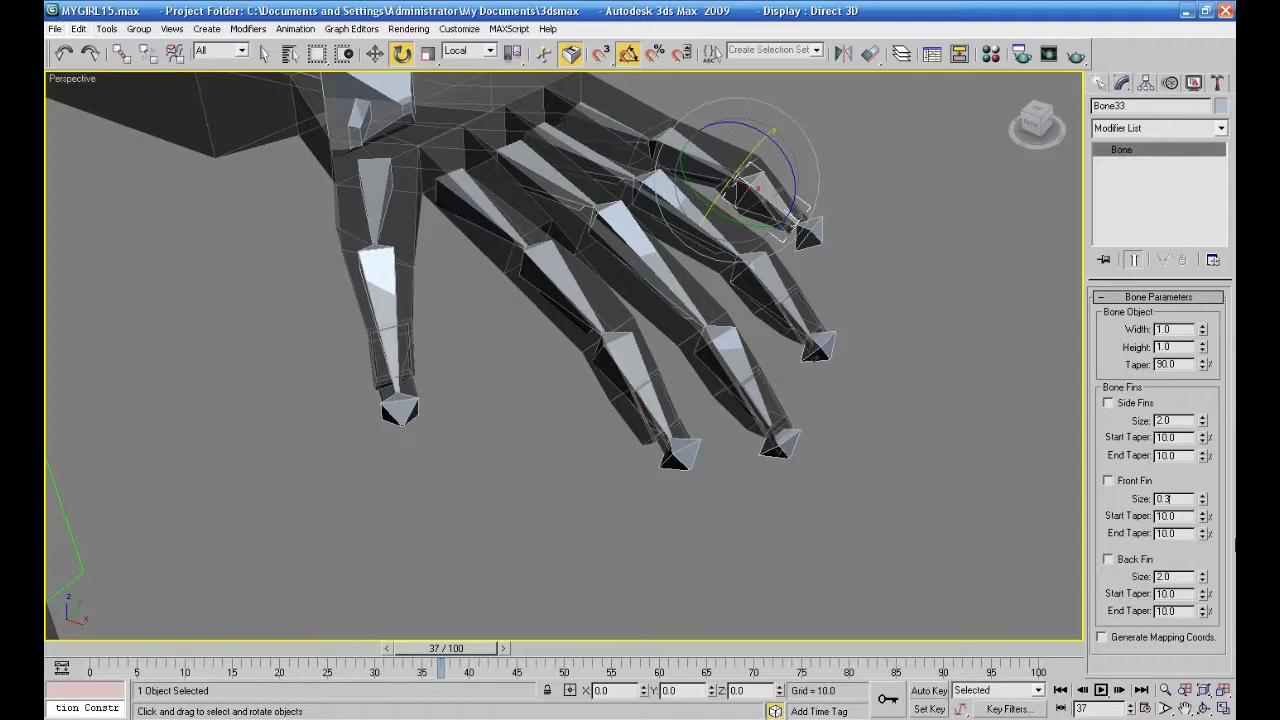 MYGIRL15.max - Project Folder: C:\Documents and Settings\Administrator\My Documents\3dsmax - Autodesk 3ds Max 2009 - Display : Direct 3D
File Edit Tools Group Views Create Modifiers Animation Graph Editors Rendering Customize MAXScript Help
All Local Create Selection Set
Perspective
Bone33
Modifier List
Bone
Bone Parameters
Bone Object
Width: 1.0
Height: 1.0
Taper: 90.0 %
Bone Fins
Side Fins
Size: 2.0
Start Taper: 10.0 %
End Taper: 10.0 %
Front Fin
Size: 0.3
Start Taper: 10.0 %
End Taper: 10.0 %
Back Fin
Size: 2.0
Start Taper: 10.0 %
End Taper: 10.0 %
Generate Mapping Coords.
x
z
y
x
< 37 / 100 >
0 5 10 15 20 25 30 35 40 45 50 55 60 65 70 75 80 85 90 95 100
1 Object Selected X: 0.0 Y: 0.0 Z: 0.0 Grid = 10.0 Auto Key Selected
tion Constr Click and drag to select and rotate objects Add Time Tag Set Key Key Filters... 37